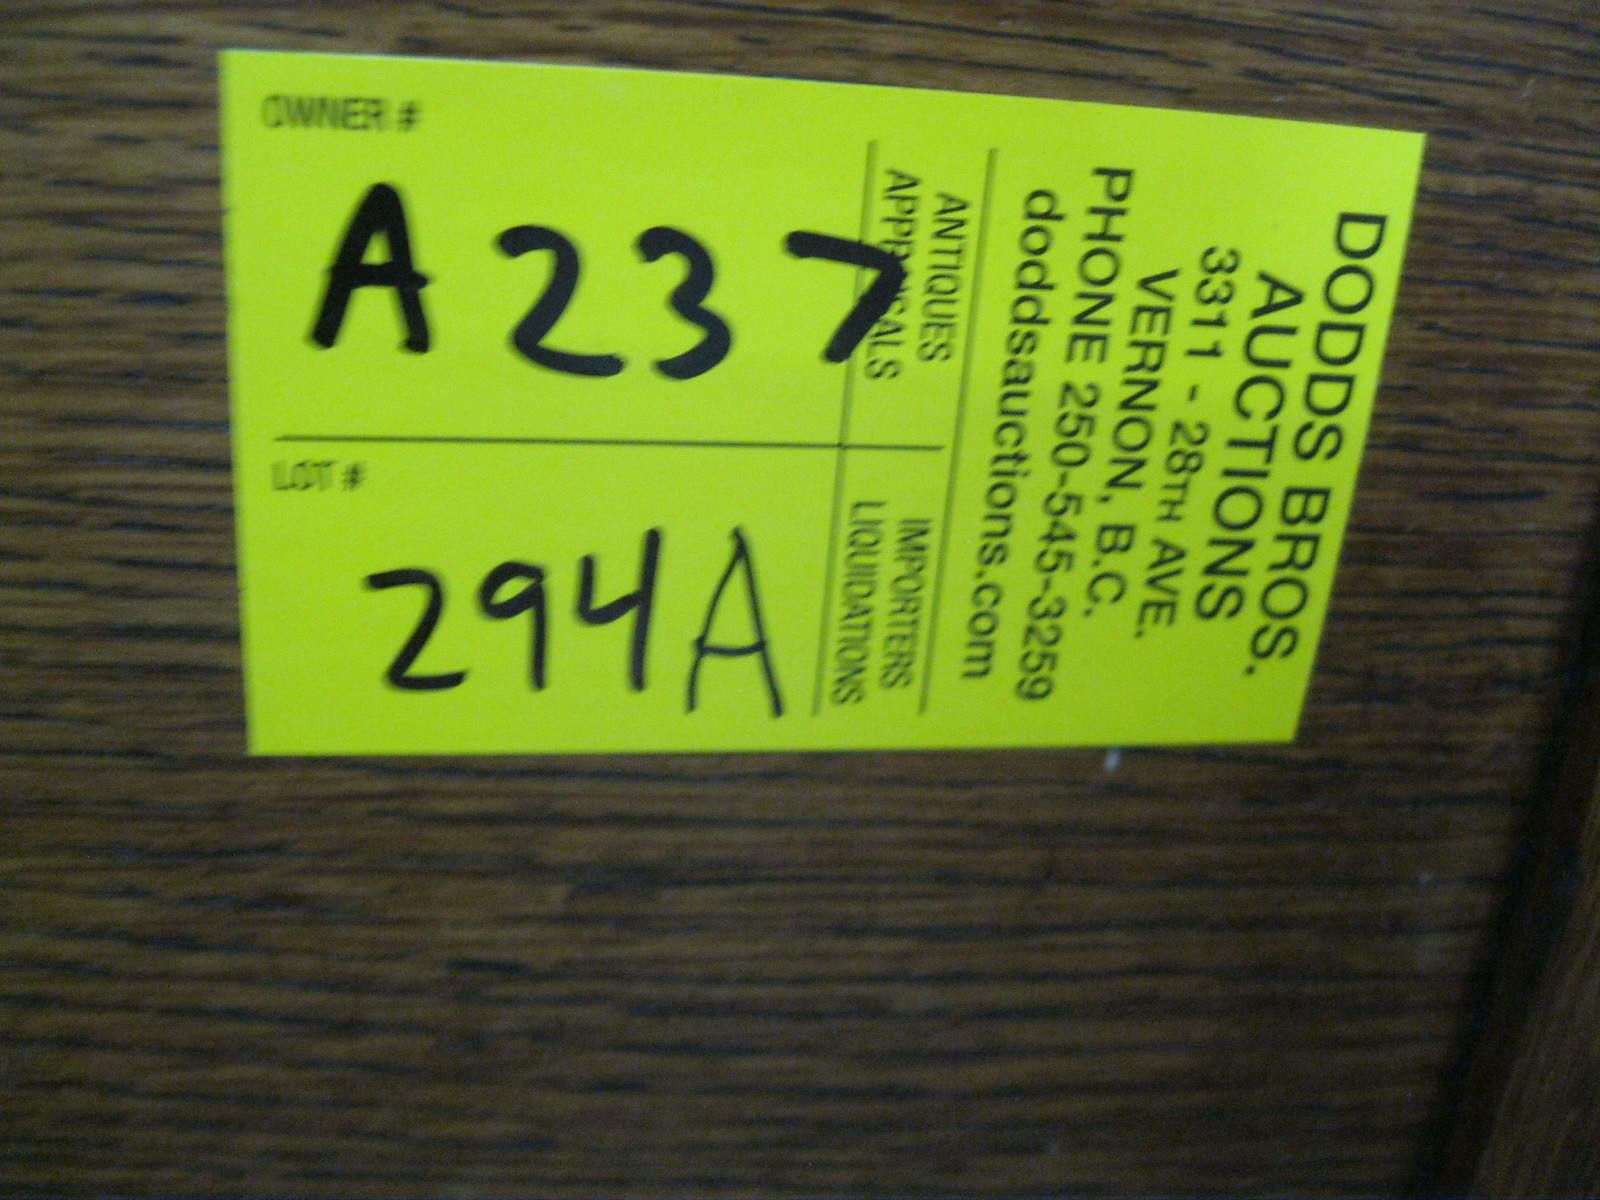 OWNER #
A237
LOT #
294A
DODDS BROS.
AUCTIONS
3311 - 28TH AVE.
VERNON, B.C.
PHONE 250-545-3259
doddsauctions.com
ANTIQUES IMPORTERS
APPRAISALS LIQUIDATIONS